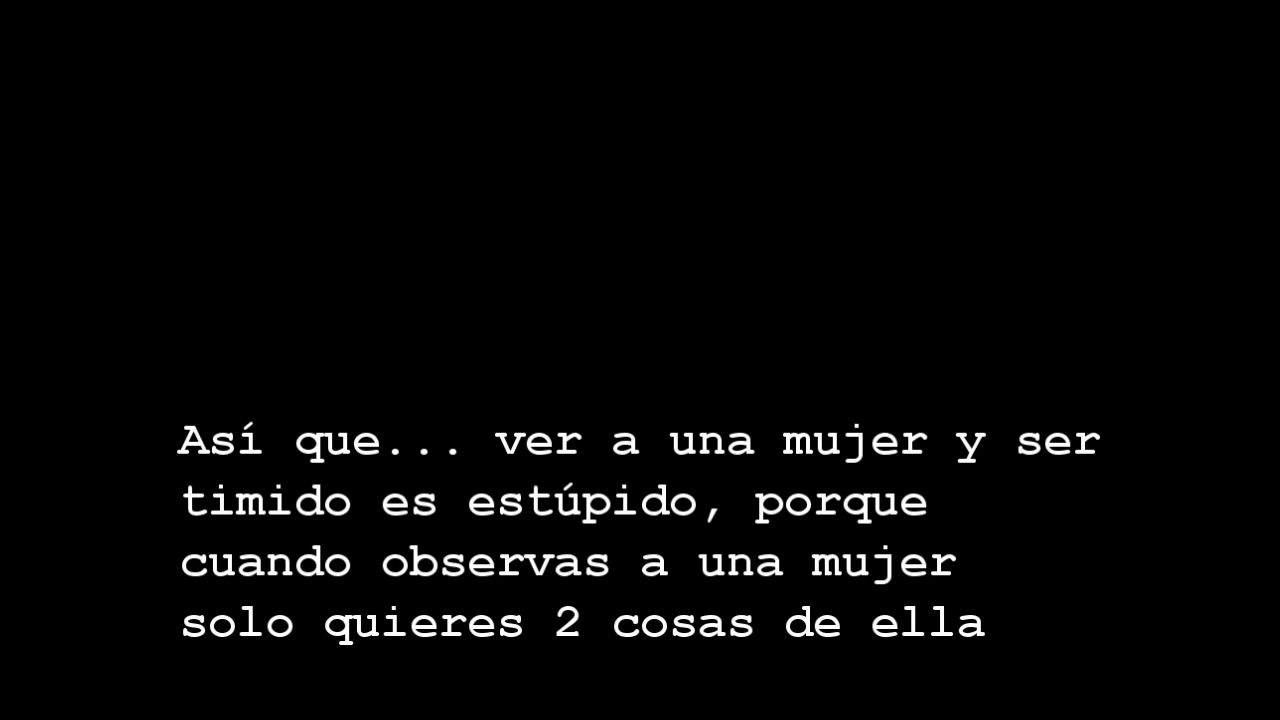 Así que... ver a una mujer y ser
timido es estúpido, porque
cuando observas a una mujer
solo quieres 2 cosas de ella